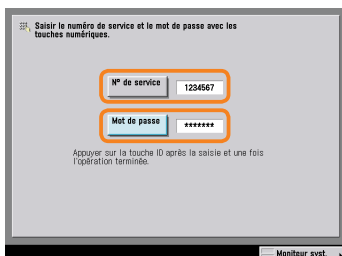 Saisir le numéro de service et le mot de passe avec les
touches numériques.
N° de service
1234567
Mot de passe
*******
Appuyer sur la touche ID après la saisie et une fois
l'opération terminée.
Moniteur syst.